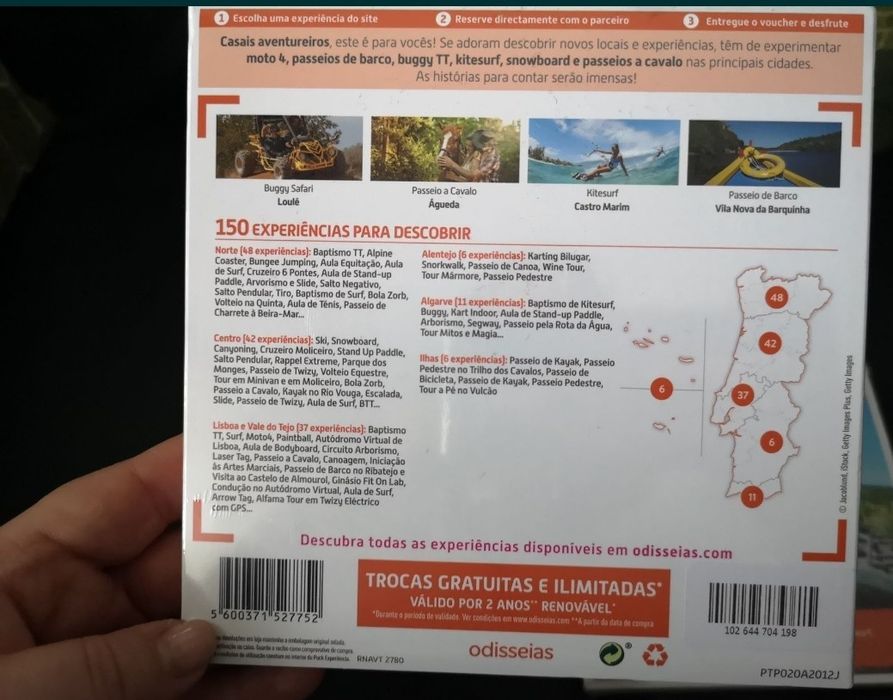 1 Escolha uma experiência do site
2 Reserve directamente com o parceiro
3 Entregue o voucher e desfrute
Casais aventureiros, este é para vocês! Se adoram descobrir novos locais e experiências, têm de experimentar
moto 4, passeios de barco, buggy TT, kitesurf, snowboard e passeios a cavalo nas principais cidades.
As histórias para contar serão imensas!
Buggy Safari
Loulé
Passeio a Cavalo
Águeda
Kitesurf
Castro Marim
Passeio de Barco
Vila Nova da Barquinha
150 EXPERIÊNCIAS PARA DESCOBRIR
Norte (48 experiências): Baptismo TT, Alpine
Coaster, Bungee Jumping, Aula Equitação, Aula
de Surf, Cruzeiro 6 Pontes, Aula de Stand-up
Paddle, Arvorismo e Slide, Salto Negativo,
Salto Pendular, Tiro, Baptismo de Surf, Bola Zorb,
Volteio na Quinta, Aula de Ténis, Passeio de
Charrete à Beira-Mar...
Centro (42 experiências): Ski, Snowboard,
Canyoning, Cruzeiro Moliceiro, Stand Up Paddle,
Salto Pendular, Rappel Extreme, Parque dos
Monges, Passeio de Twizy, Volteio Equestre,
Tour em Minivan e em Moliceiro, Bola Zorb,
Passeio a Cavalo, Kayak no Rio Vouga, Escalada,
Slide, Passeio de Twizy, Aula de Surf, BTT...
Lisboa e Vale do Tejo (37 experiências): Baptismo
TT, Surf, Moto4, Paintball, Autódromo Virtual de
Lisboa, Aula de Bodyboard, Circuito Arborismo,
Laser Tag, Passeio a Cavalo, Canoagem, Iniciação
às Artes Marciais, Passeio de Barco no Ribatejo e
Visita ao Castelo de Almourol, Ginásio Fit On Lab,
Condução no Autódromo Virtual, Aula de Surf,
Arrow Tag, Alfama Tour em Twizy Eléctrico
com GPS...
Alentejo (6 experiências): Karting Bilugar,
Snorkwalk, Passeio de Canoa, Wine Tour,
Tour Mármore, Passeio Pedestre
Algarve (11 experiências): Baptismo de Kitesurf,
Buggy, Kart Indoor, Aula de Stand-up Paddle,
Arborismo, Segway, Passeio pela Rota da Água,
Tour Mitos e Magia...
Ilhas (6 experiências): Passeio de Kayak, Passeio
Pedestre no Trilho dos Cavalos, Passeio de
Bicicleta, Passeio de Kayak, Passeio Pedestre,
Tour a Pé no Vulcão
48
42
37
6
6
11
© Jacoblund, iStock, Getty Images Plus, Getty Images
Descubra todas as experiências disponíveis em odisseias.com
5 600371 527752
TROCAS GRATUITAS E ILIMITADAS*
VÁLIDO POR 2 ANOS** RENOVÁVEL*
*Durante o período de validade. Ver condições em www.odisseias.com **A partir da data de compra
102 644 704 198
RNAVT 2780
odisseias
PTP020A2012J